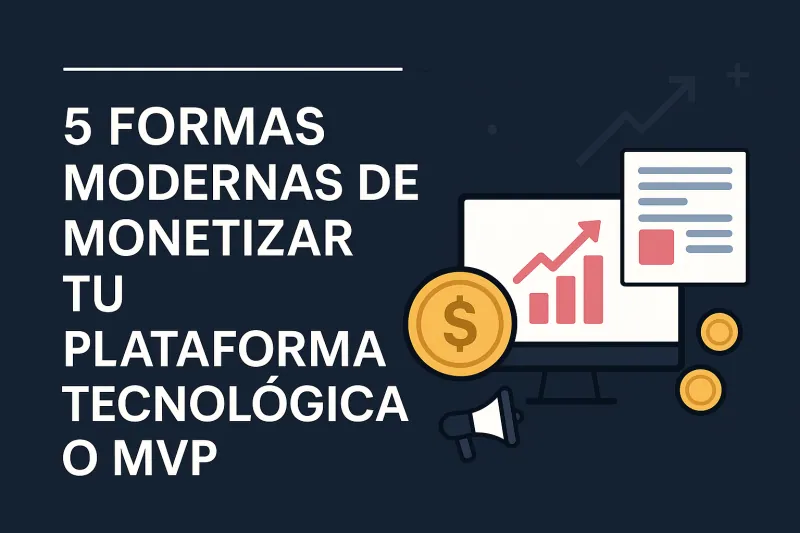 5 FORMAS
MODERNAS DE
MONETIZAR
TU
PLATAFORMA
TECNOLÓGICA
O MVP
$